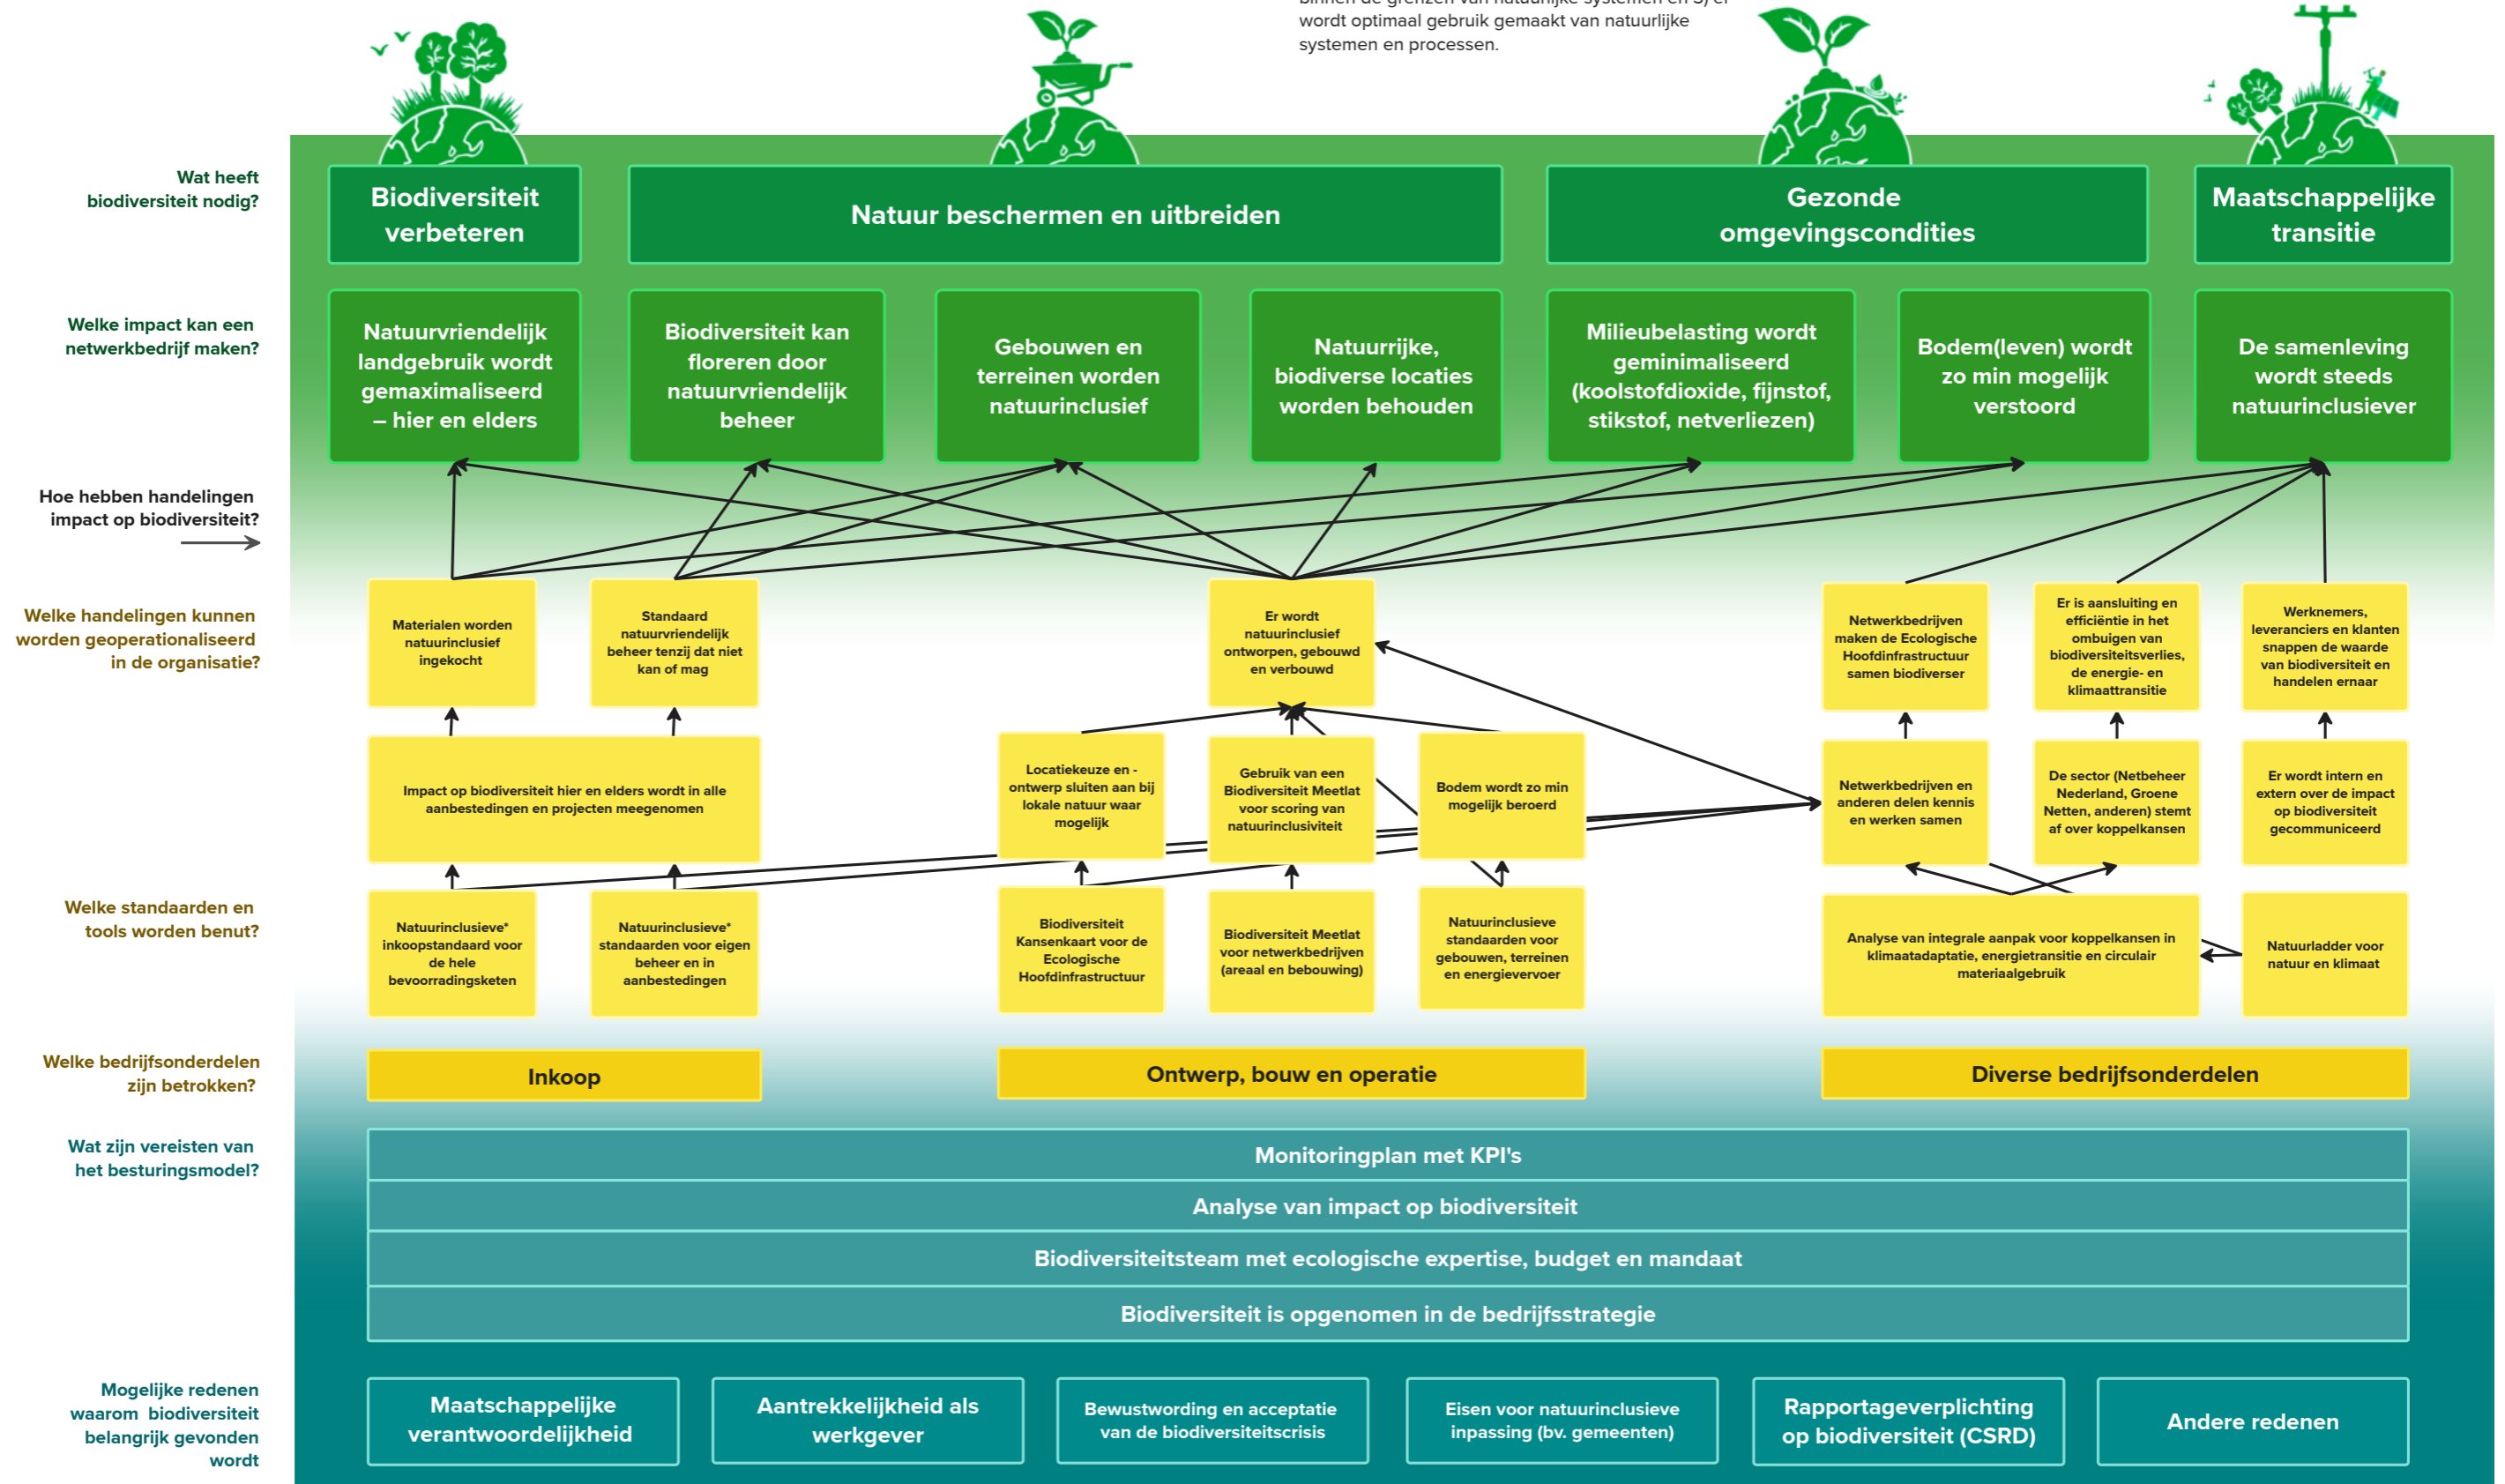 binnen de grenzen van natuurlijke systemen en 3) er
wordt optimaal gebruik gemaakt van natuurlijke
systemen en processen.
Wat heeft
biodiversiteit nodig?
Biodiversiteit
verbeteren
Natuur beschermen en uitbreiden
Gezonde
omgevingscondities
Maatschappelijke
transitie
Welke impact kan een
netwerkbedrijf maken?
Natuurvriendelijk
landgebruik wordt
gemaximaliseerd
– hier en elders
Biodiversiteit kan
floreren door
natuurvriendelijk
beheer
Gebouwen en
terreinen worden
natuurinclusief
Natuurrijke,
biodiverse locaties
worden behouden
Milieubelasting wordt
geminimaliseerd
(koolstofdioxide, fijnstof,
stikstof, netverliezen)
Bodem(leven) wordt
zo min mogelijk
verstoord
De samenleving
wordt steeds
natuurinclusiever
Hoe hebben handelingen
impact op biodiversiteit?
Welke handelingen kunnen
worden geoperationaliseerd
in de organisatie?
Materialen worden
natuurinclusief
ingekocht
Standaard
natuurvriendelijk
beheer tenzij dat niet
kan of mag
Er wordt
natuurinclusief
ontworpen, gebouwd
en verbouwd
Netwerkbedrijven
maken de Ecologische
Hoofdinfrastructuur
samen biodiverser
Er is aansluiting en
efficiëntie in het
ombuigen van
biodiversiteitsverlies,
de energie- en
klimaattransitie
Werknemers,
leveranciers en klanten
snappen de waarde
van biodiversiteit en
handelen ernaar
Impact op biodiversiteit hier en elders wordt in alle
aanbestedingen en projecten meegenomen
Locatiekeuze en -
ontwerp sluiten aan bij
lokale natuur waar
mogelijk
Gebruik van een
Biodiversiteit Meetlat
voor scoring van
natuurinclusiviteit
Bodem wordt zo min
mogelijk beroerd
Netwerkbedrijven en
anderen delen kennis
en werken samen
De sector (Netbeheer
Nederland, Groene
Netten, anderen) stemt
af over koppelkansen
Er wordt intern en
extern over de impact
op biodiversiteit
gecommuniceerd
Welke standaarden en
tools worden benut?
Natuurinclusieve*
inkoopstandaard voor
de hele
bevoorradingsketen
Natuurinclusieve*
standaarden voor eigen
beheer en in
aanbestedingen
Biodiversiteit
Kansenkaart voor de
Ecologische
Hoofdinfrastructuur
Biodiversiteit Meetlat
voor netwerkbedrijven
(areaal en bebouwing)
Natuurinclusieve
standaarden voor
gebouwen, terreinen
en energievervoer
Analyse van integrale aanpak voor koppelkansen in
klimaatadaptatie, energietransitie en circulair
materiaalgebruik
Natuurladder voor
natuur en klimaat
Welke bedrijfsonderdelen
zijn betrokken?
Inkoop
Ontwerp, bouw en operatie
Diverse bedrijfsonderdelen
Wat zijn vereisten van
het besturingsmodel?
Monitoringplan met KPI's
Analyse van impact op biodiversiteit
Biodiversiteitsteam met ecologische expertise, budget en mandaat
Biodiversiteit is opgenomen in de bedrijfsstrategie
Mogelijke redenen
waarom biodiversiteit
belangrijk gevonden
wordt
Maatschappelijke
verantwoordelijkheid
Aantrekkelijkheid als
werkgever
Bewustwording en acceptatie
van de biodiversiteitscrisis
Eisen voor natuurinclusieve
inpassing (bv. gemeenten)
Rapportageverplichting
op biodiversiteit (CSRD)
Andere redenen